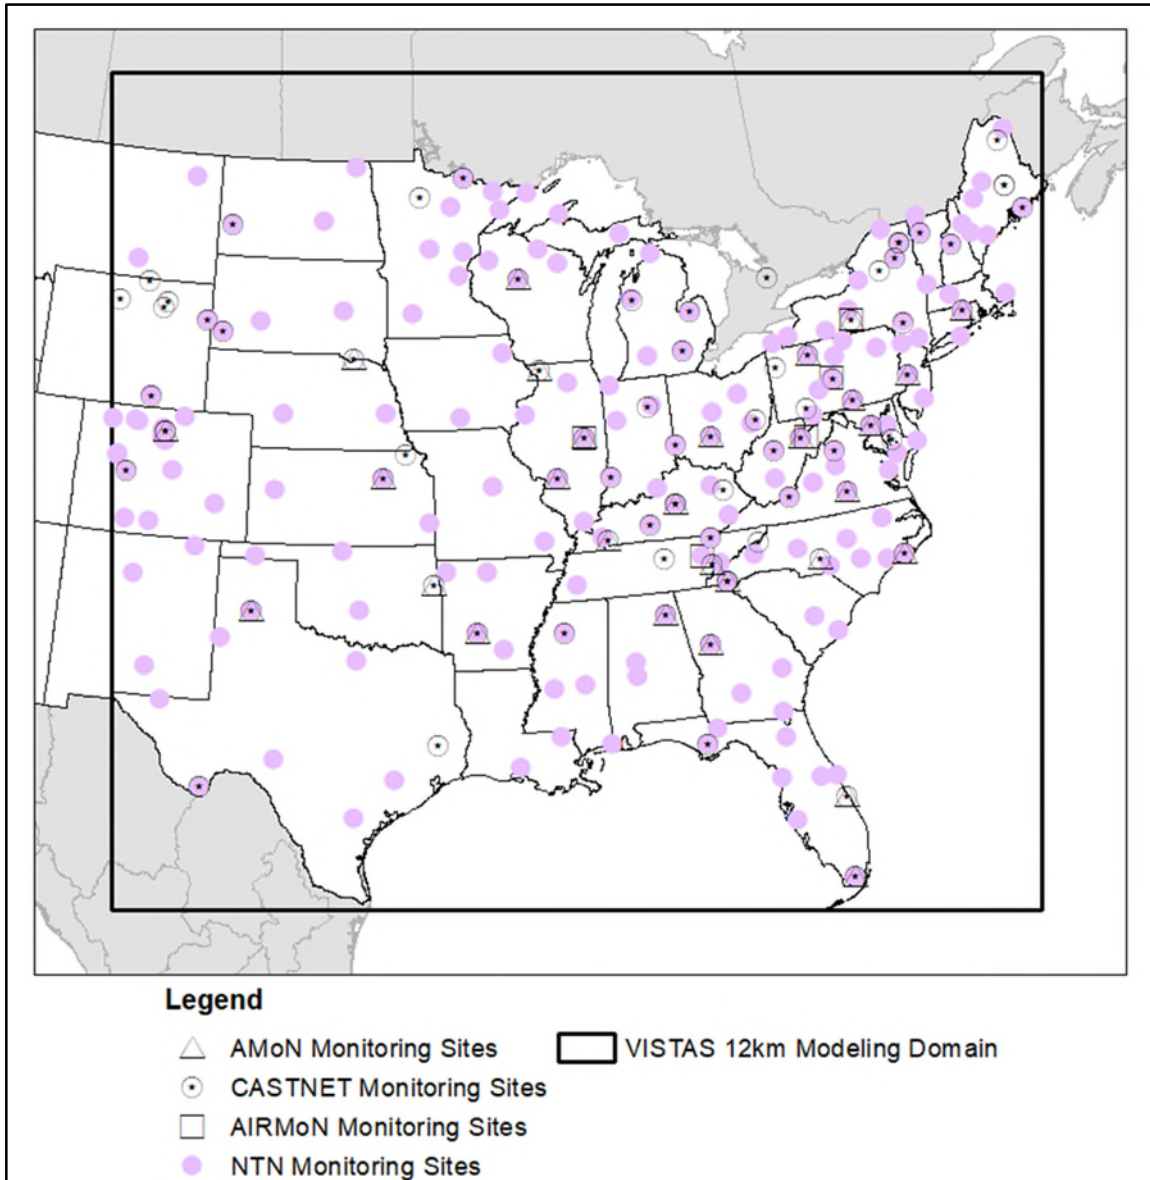 Legend
AMoN Monitoring Sites
CASTNET Monitoring Sites
AIRMoN Monitoring Sites
NTN Monitoring Sites
VISTAS 12km Modeling Domain